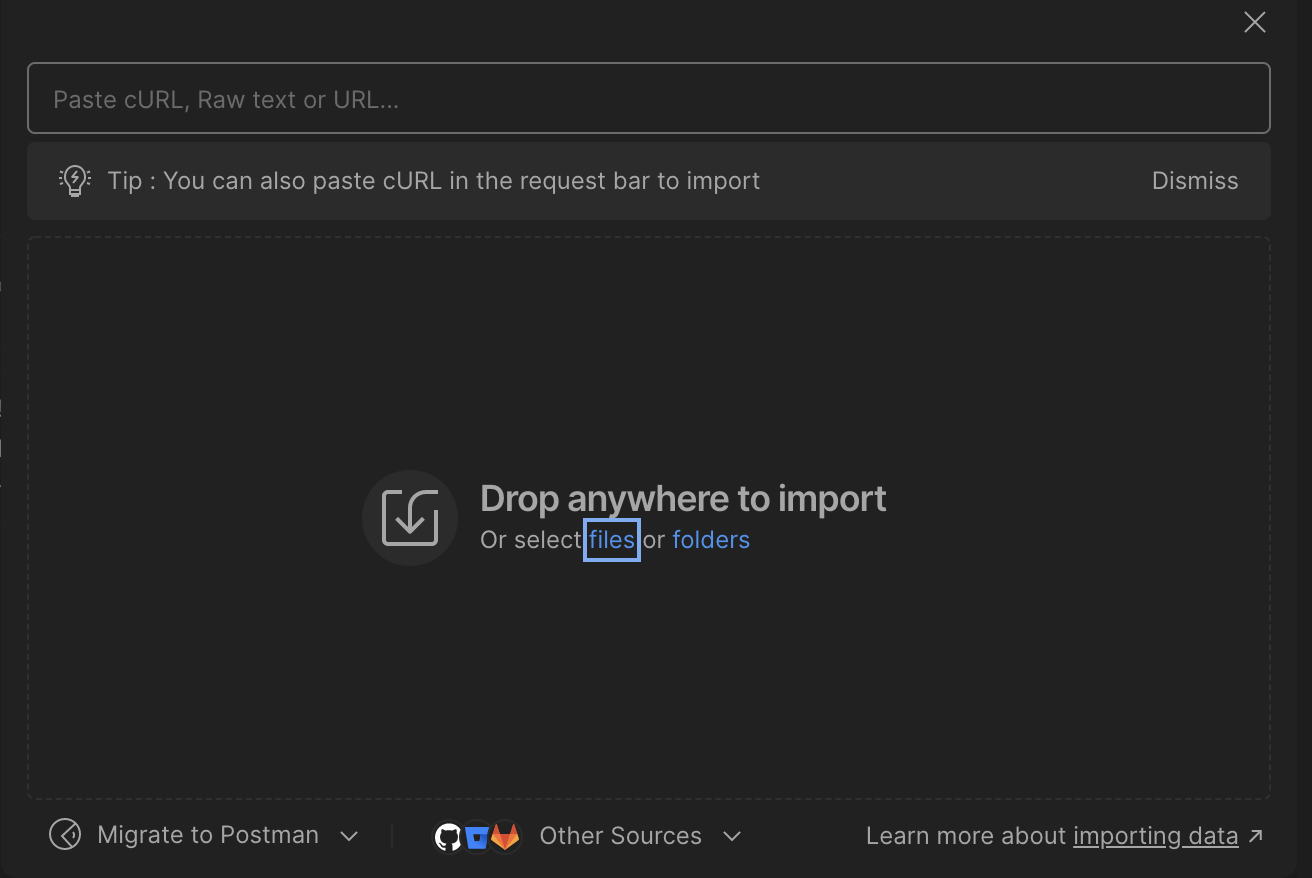 Paste cURL, Raw text or URL...
Tip : You can also paste cURL in the request bar to import
Dismiss
Drop anywhere to import
Or select files or folders
Migrate to Postman
Other Sources
Learn more about importing data